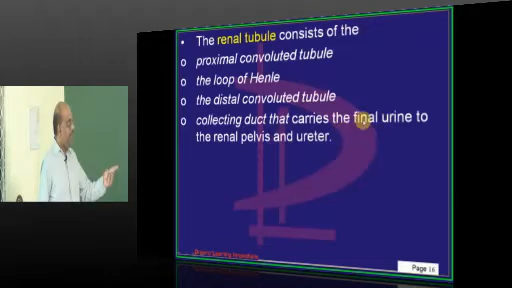 • The renal tubule consists of the
o proximal convoluted tubule
o the loop of Henle
o the distal convoluted tubule
o collecting duct that carries the final urine to
the renal pelvis and ureter.
Page 16